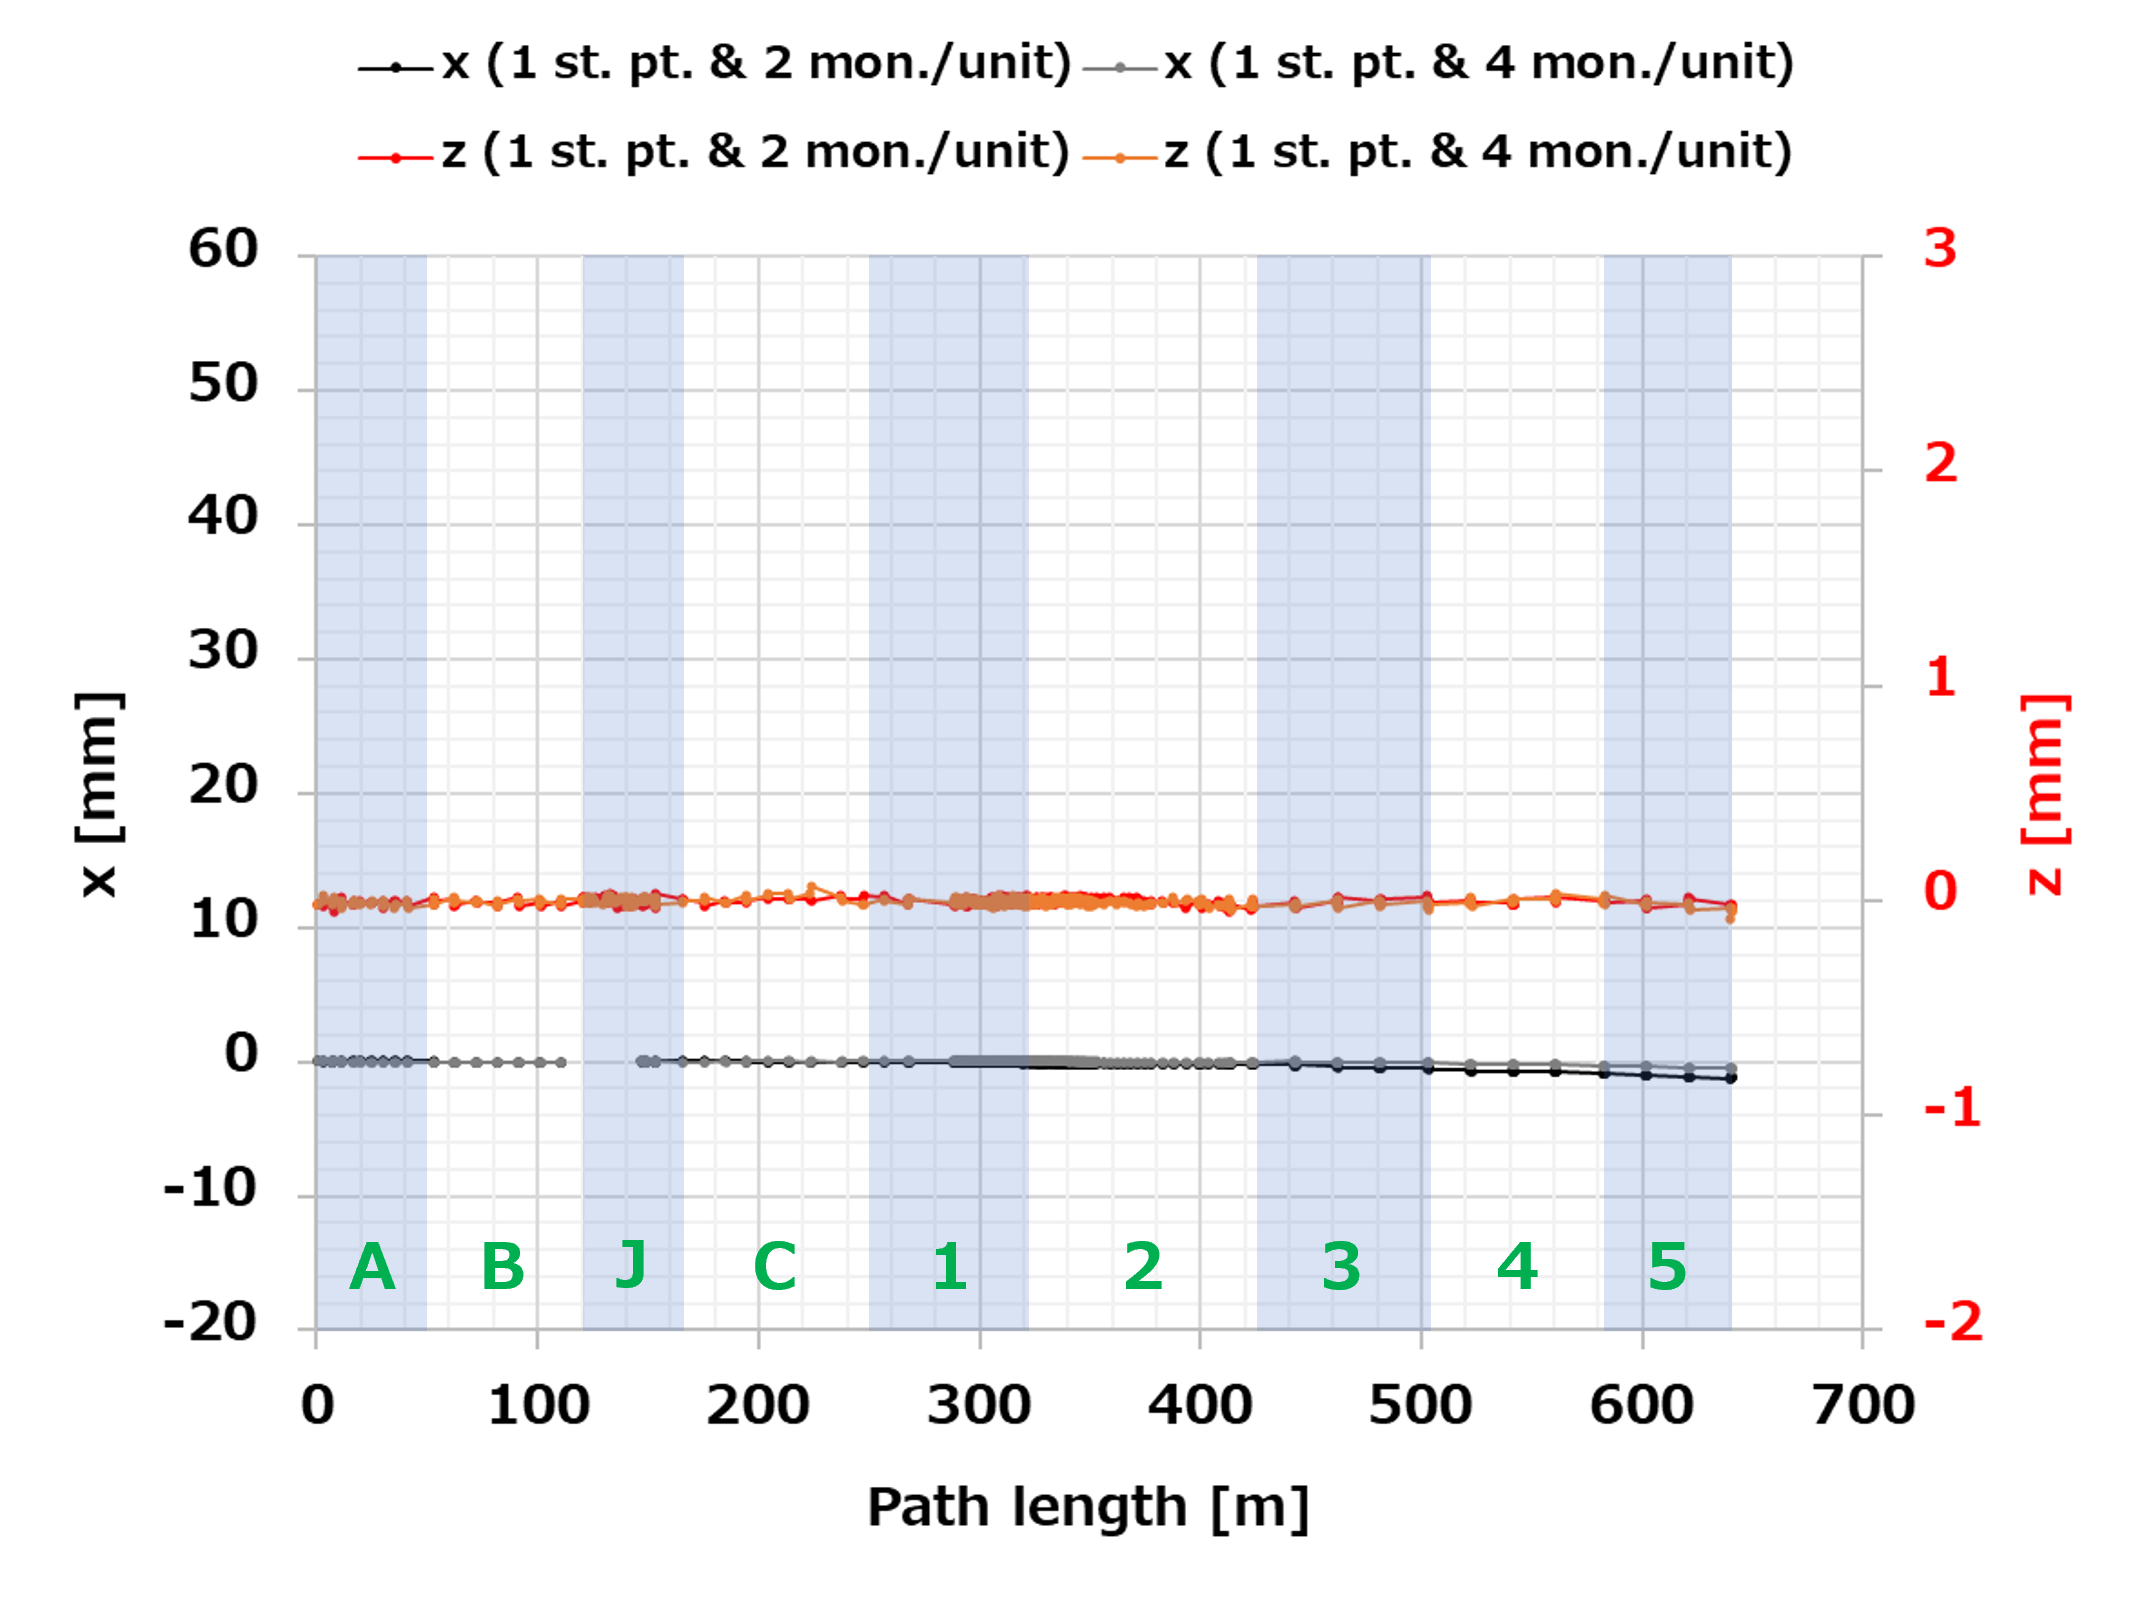 x (1 st. pt. & 2 mon./unit) x (1 st. pt. & 4 mon./unit)
z (1 st. pt. & 2 mon./unit) z (1 st. pt. & 4 mon./unit)
60 3
50
2
40
30
1
20
0
10
0
-1
-10
-20 -2
x [mm]
z [mm]
A B J C 1 2 3 4 5
0 100 200 300 400 500 600 700
Path length [m]